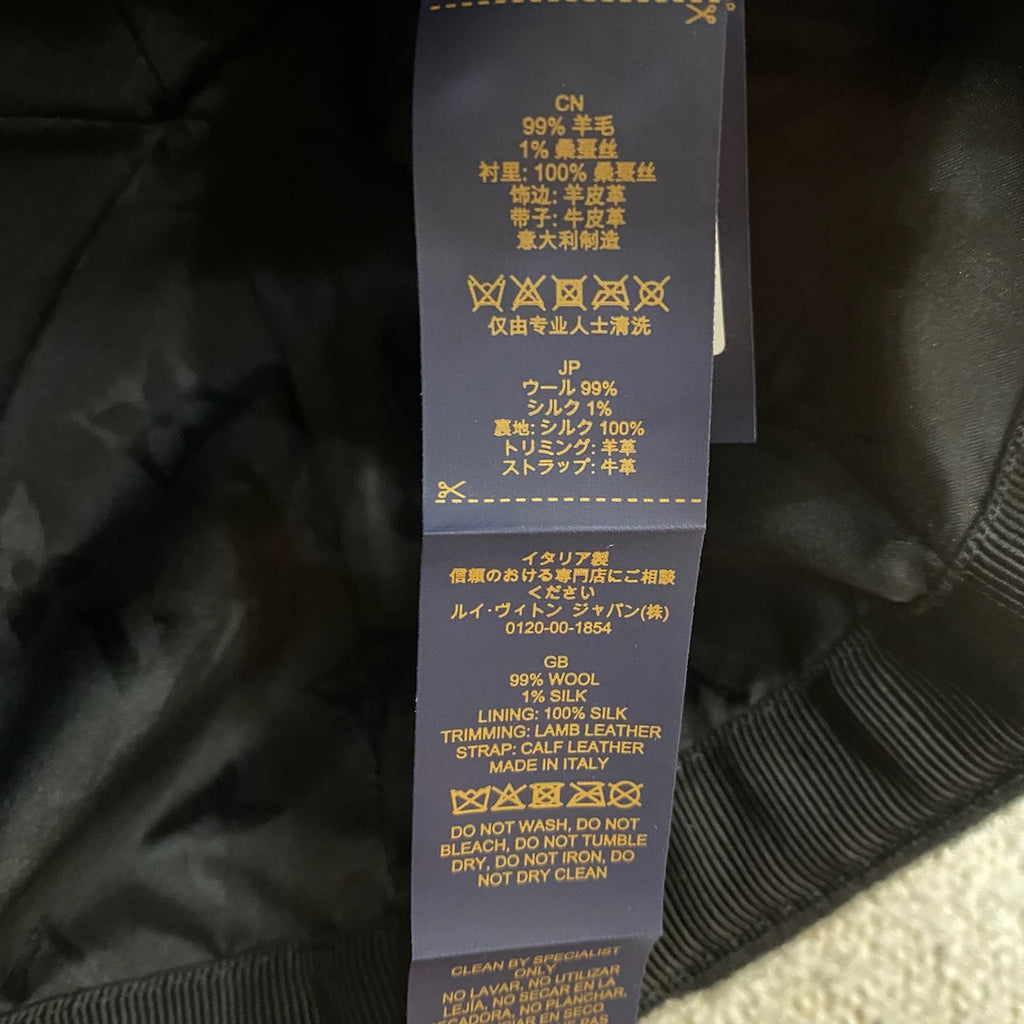 CN
99% 羊毛
1% 桑蚕丝
衬里: 100% 桑蚕丝
饰边: 羊皮革
带子: 牛皮革
意大利制造
仅由专业人士清洗
JP
ウール 99%
シルク 1%
裏地: シルク 100%
トリミング: 羊革
ストラップ: 牛革
イタリア製
信頼のおける専門店にご相談
ください
ルイ・ヴィトン ジャパン(株)
0120-00-1854
GB
99% WOOL
1% SILK
LINING: 100% SILK
TRIMMING: LAMB LEATHER
STRAP: CALF LEATHER
MADE IN ITALY
DO NOT WASH, DO NOT
BLEACH, DO NOT TUMBLE
DRY, DO NOT IRON, DO
NOT DRY CLEAN
CLEAN BY SPECIALIST
ONLY
NO LAVAR, NO UTILIZAR
LEJÍA, NO SECAR EN LA
NO PLANCHAR,
EN SECO